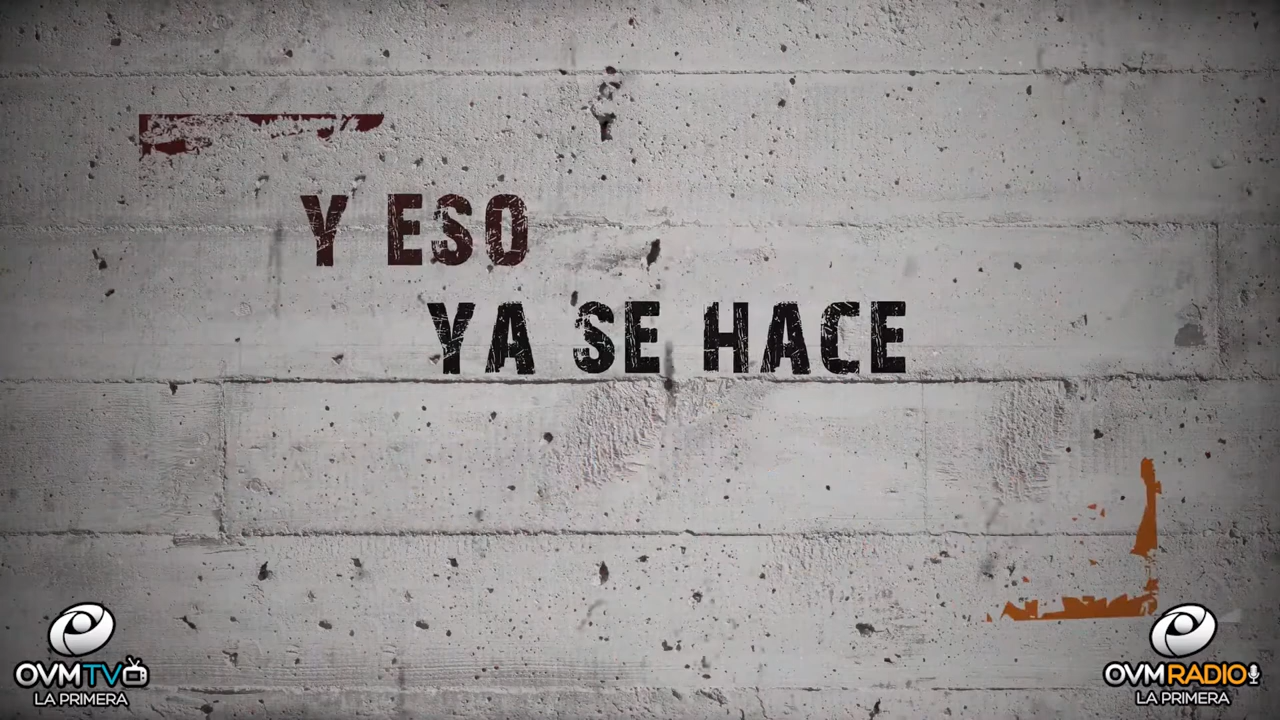 Y ESO
YA SE HACE
OVMTV
LA PRIMERA
OVMRADIO
LA PRIMERA